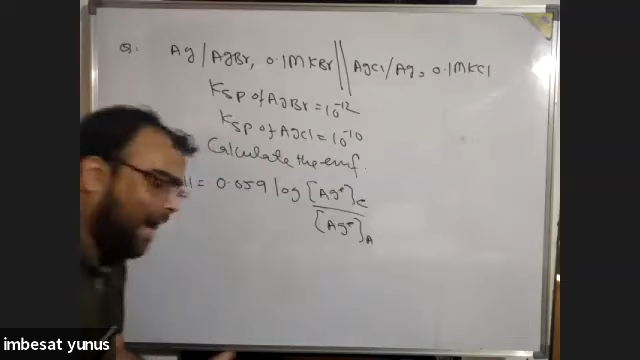 Q. Ag/AgBr, 0.1M KBr || AgCl/Ag, 0.1M KCl
Ksp of AgBr = 10⁻¹²
Ksp of AgCl = 10⁻¹⁰
Calculate the emf.
ll = 0.059 log [Ag⁺]c
[Ag⁺]A
imbesat yunus